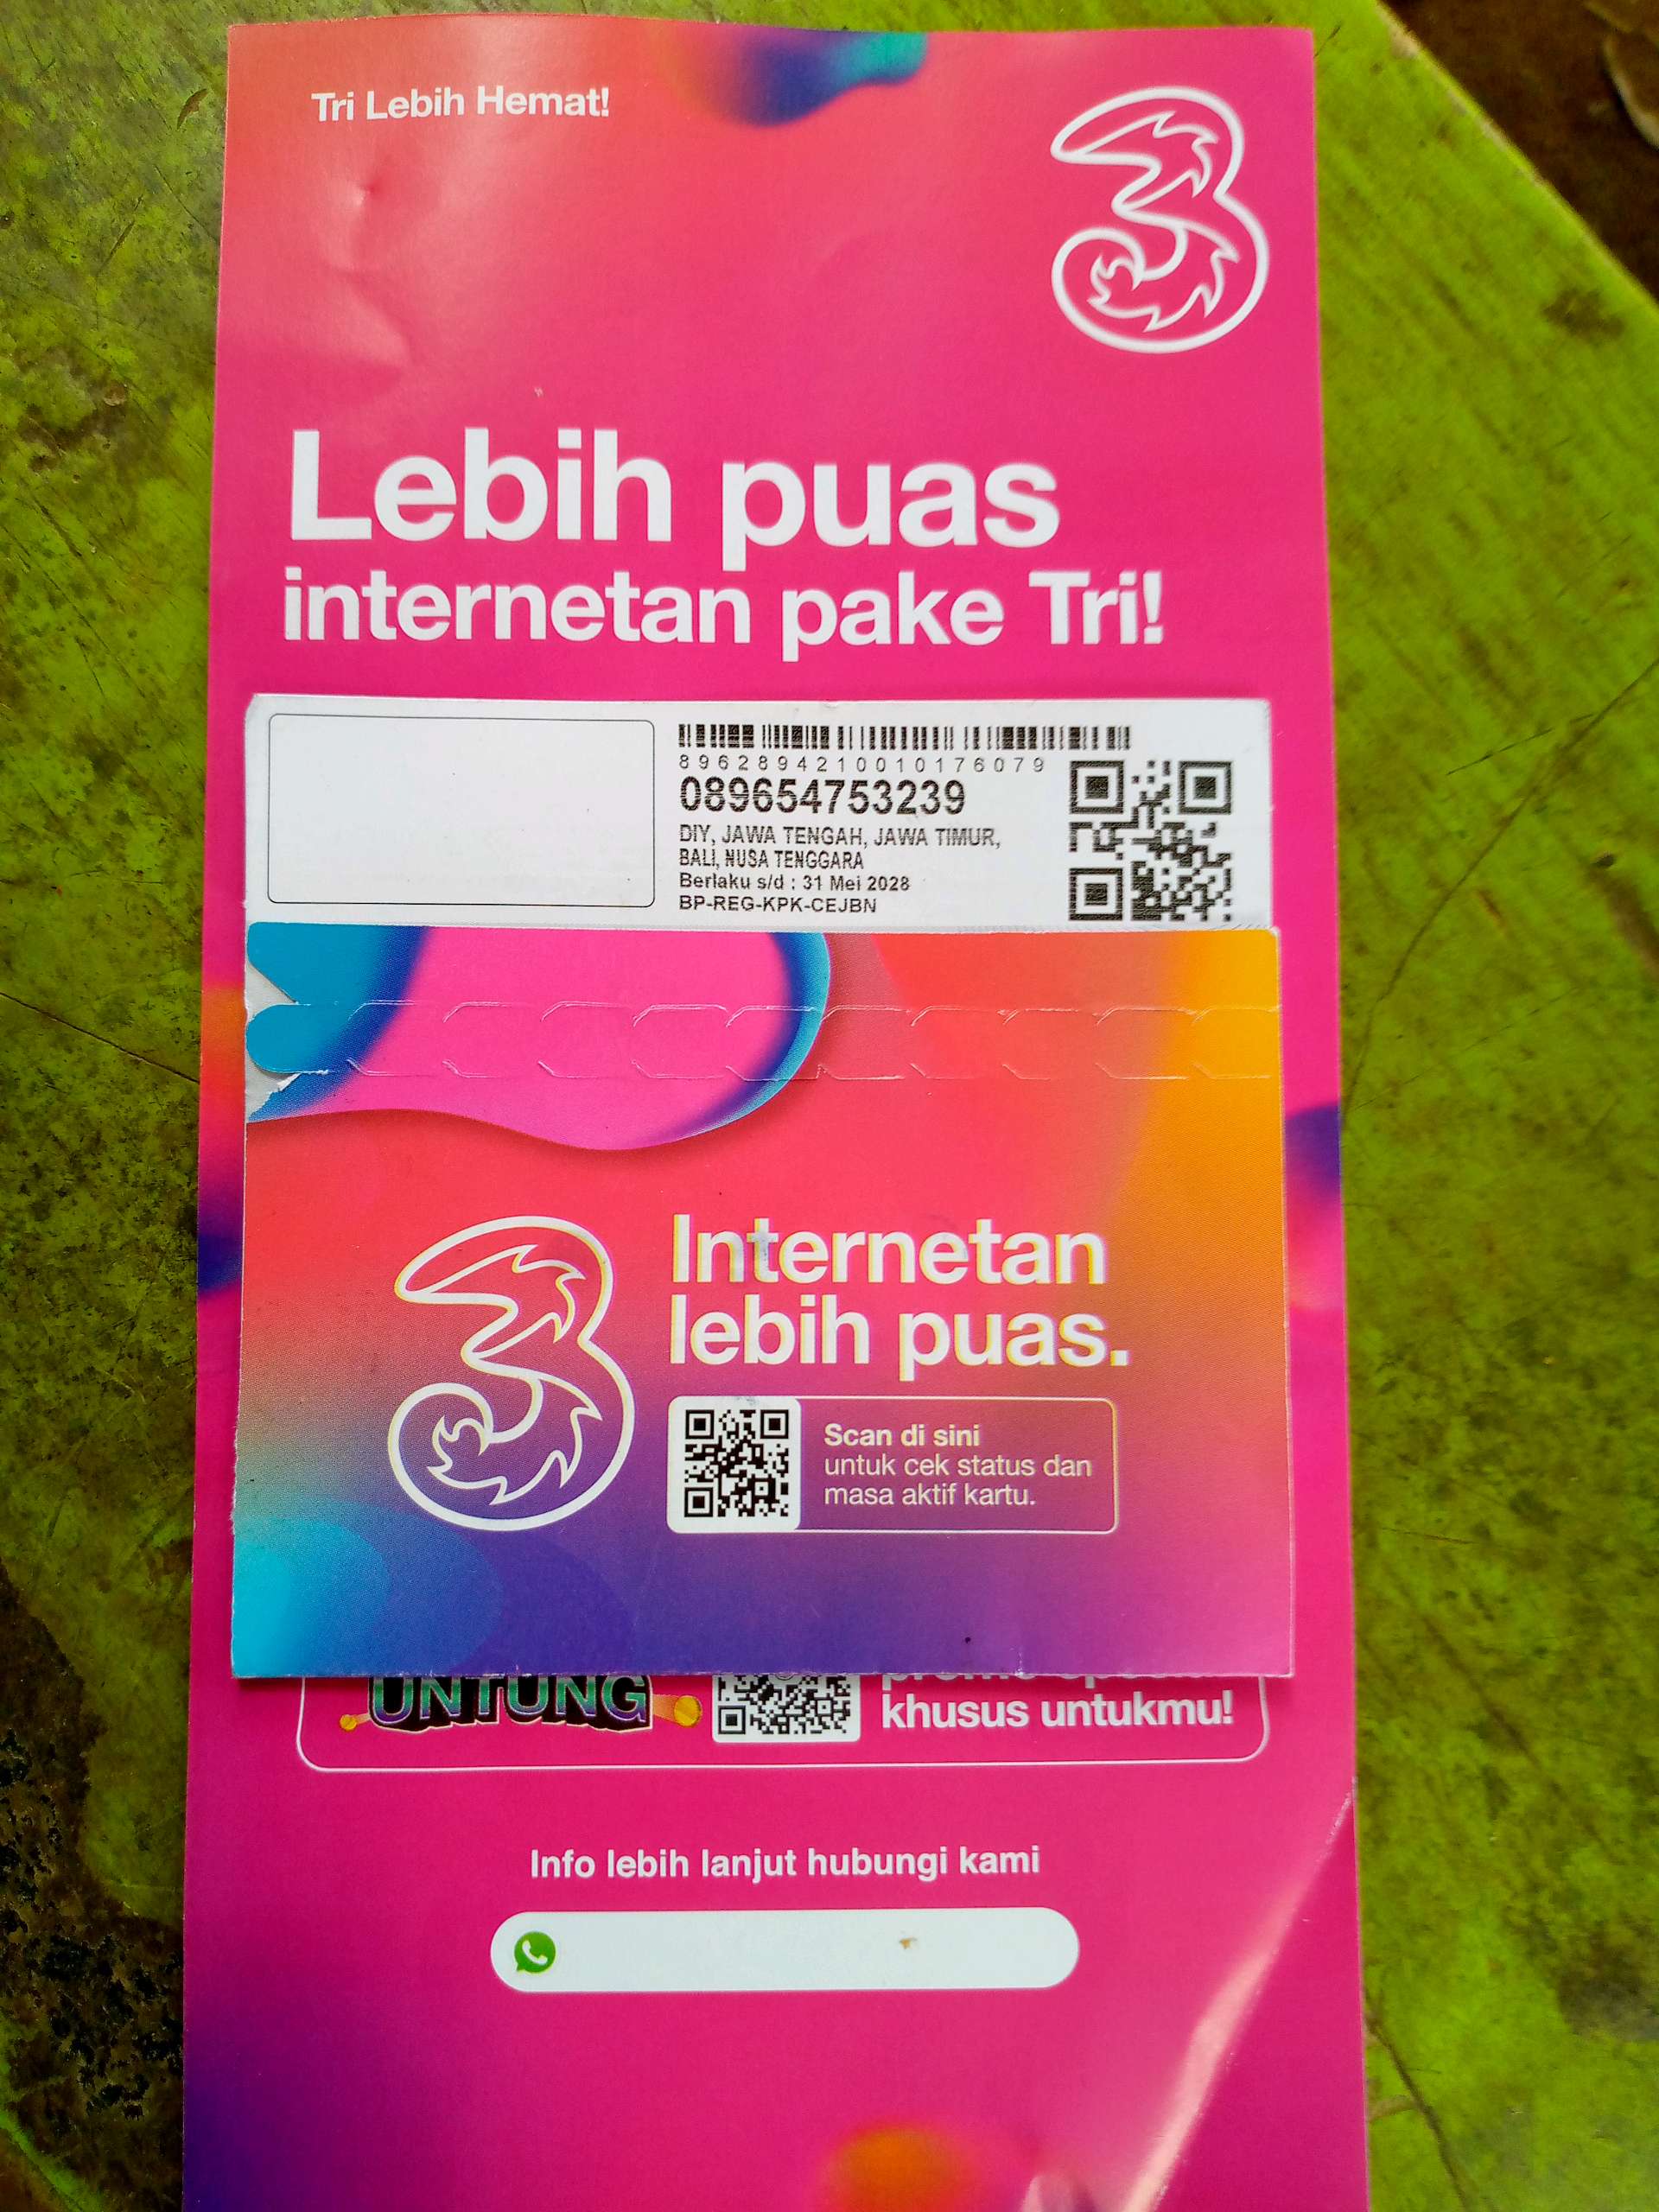 Tri Lebih Hemat!
Lebih puas
internetan pake Tri!
8962894210010176079
089654753239
DIY, JAWA TENGAH, JAWA TIMUR,
BALI, NUSA TENGGARA
Berlaku s/d : 31 Mei 2028
BP-REG-KPK-CEJBN
3
Internetan
lebih puas.
Scan di sini
untuk cek status dan
masa aktif kartu.
UNTUNG
khusus untukmu!
Info lebih lanjut hubungi kami